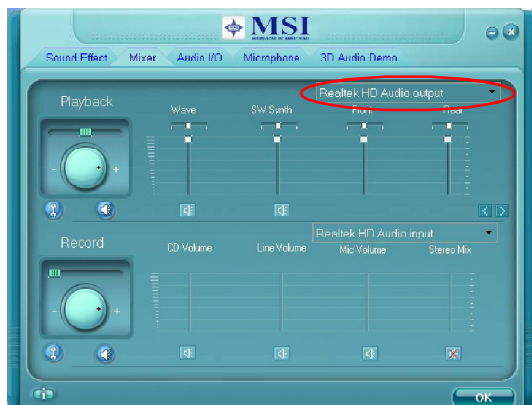 MSI
Sound Effect Mixer Audio I/O Microphone 3D Audio Demo
Realtek HD Audio output
Playback
Wave SW Synth Front Rear
- +
Realtek HD Audio input
Record
CD Volume Line Volume Mic Volume Stereo Mix
- +
OK